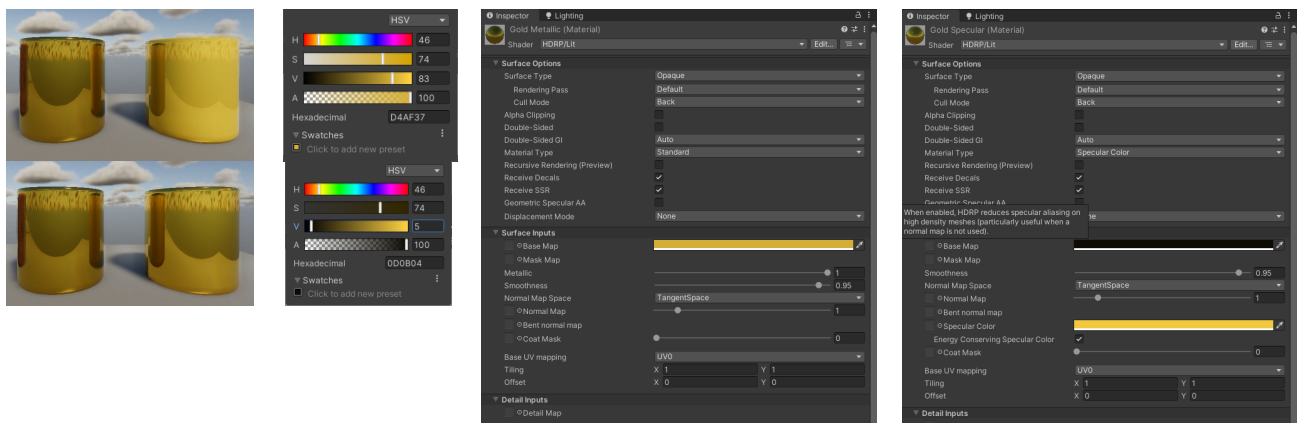 HSV
H 46
S 74
V 83
A 100
Hexadecimal D4AF37
Swatches
Click to add new preset
HSV
H 46
S 74
V 5
A 100
Hexadecimal 0D0B04
Swatches
Click to add new preset
Inspector Lighting
Gold Metallic (Material)
Shader HDRP/Lit Edit...
Surface Options
Surface Type Opaque
Rendering Pass Default
Cull Mode Back
Alpha Clipping
Double-Sided
Double-Sided GI Auto
Material Type Standard
Recursive Rendering (Preview)
Receive Decals
Receive SSR
Geometric Specular AA
Displacement Mode None
Surface Inputs
Base Map
Mask Map
Metallic 1
Smoothness 0.95
Normal Map Space TangentSpace
Normal Map 1
Bent normal map
Coat Mask 0
Base UV mapping UV0
Tiling X 1 Y 1
Offset X 0 Y 0
Detail Inputs
Detail Map
Inspector Lighting
Gold Specular (Material)
Shader HDRP/Lit Edit...
Surface Options
Surface Type Opaque
Rendering Pass Default
Cull Mode Back
Alpha Clipping
Double-Sided
Double-Sided GI Auto
Material Type Specular Color
Recursive Rendering (Preview)
Receive Decals
Receive SSR
Geometric Specular AA
When enabled, HDRP reduces specular aliasing on
high density meshes (particularly useful when a
normal map is not used).
Base Map
Mask Map
Smoothness 0.95
Normal Map Space TangentSpace
Normal Map 1
Bent normal map
Specular Color
Energy Conserving Specular Color
Coat Mask 0
Base UV mapping UV0
Tiling X 1 Y 1
Offset X 0 Y 0
Detail Inputs